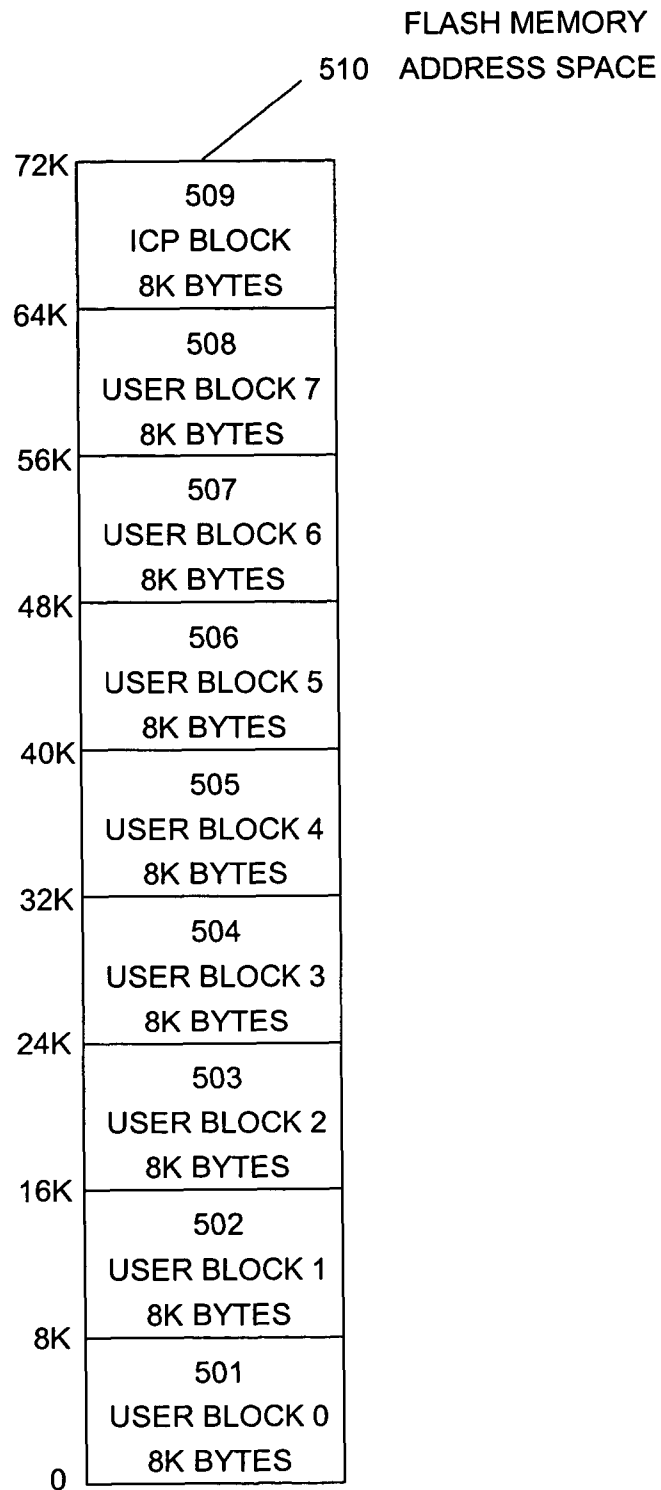 FLASH MEMORY
510 ADDRESS SPACE
72K
509
ICP BLOCK
8K BYTES
64K
508
USER BLOCK 7
8K BYTES
56K
507
USER BLOCK 6
8K BYTES
48K
506
USER BLOCK 5
8K BYTES
40K
505
USER BLOCK 4
8K BYTES
32K
504
USER BLOCK 3
8K BYTES
24K
503
USER BLOCK 2
8K BYTES
16K
502
USER BLOCK 1
8K BYTES
8K
501
USER BLOCK 0
8K BYTES
0